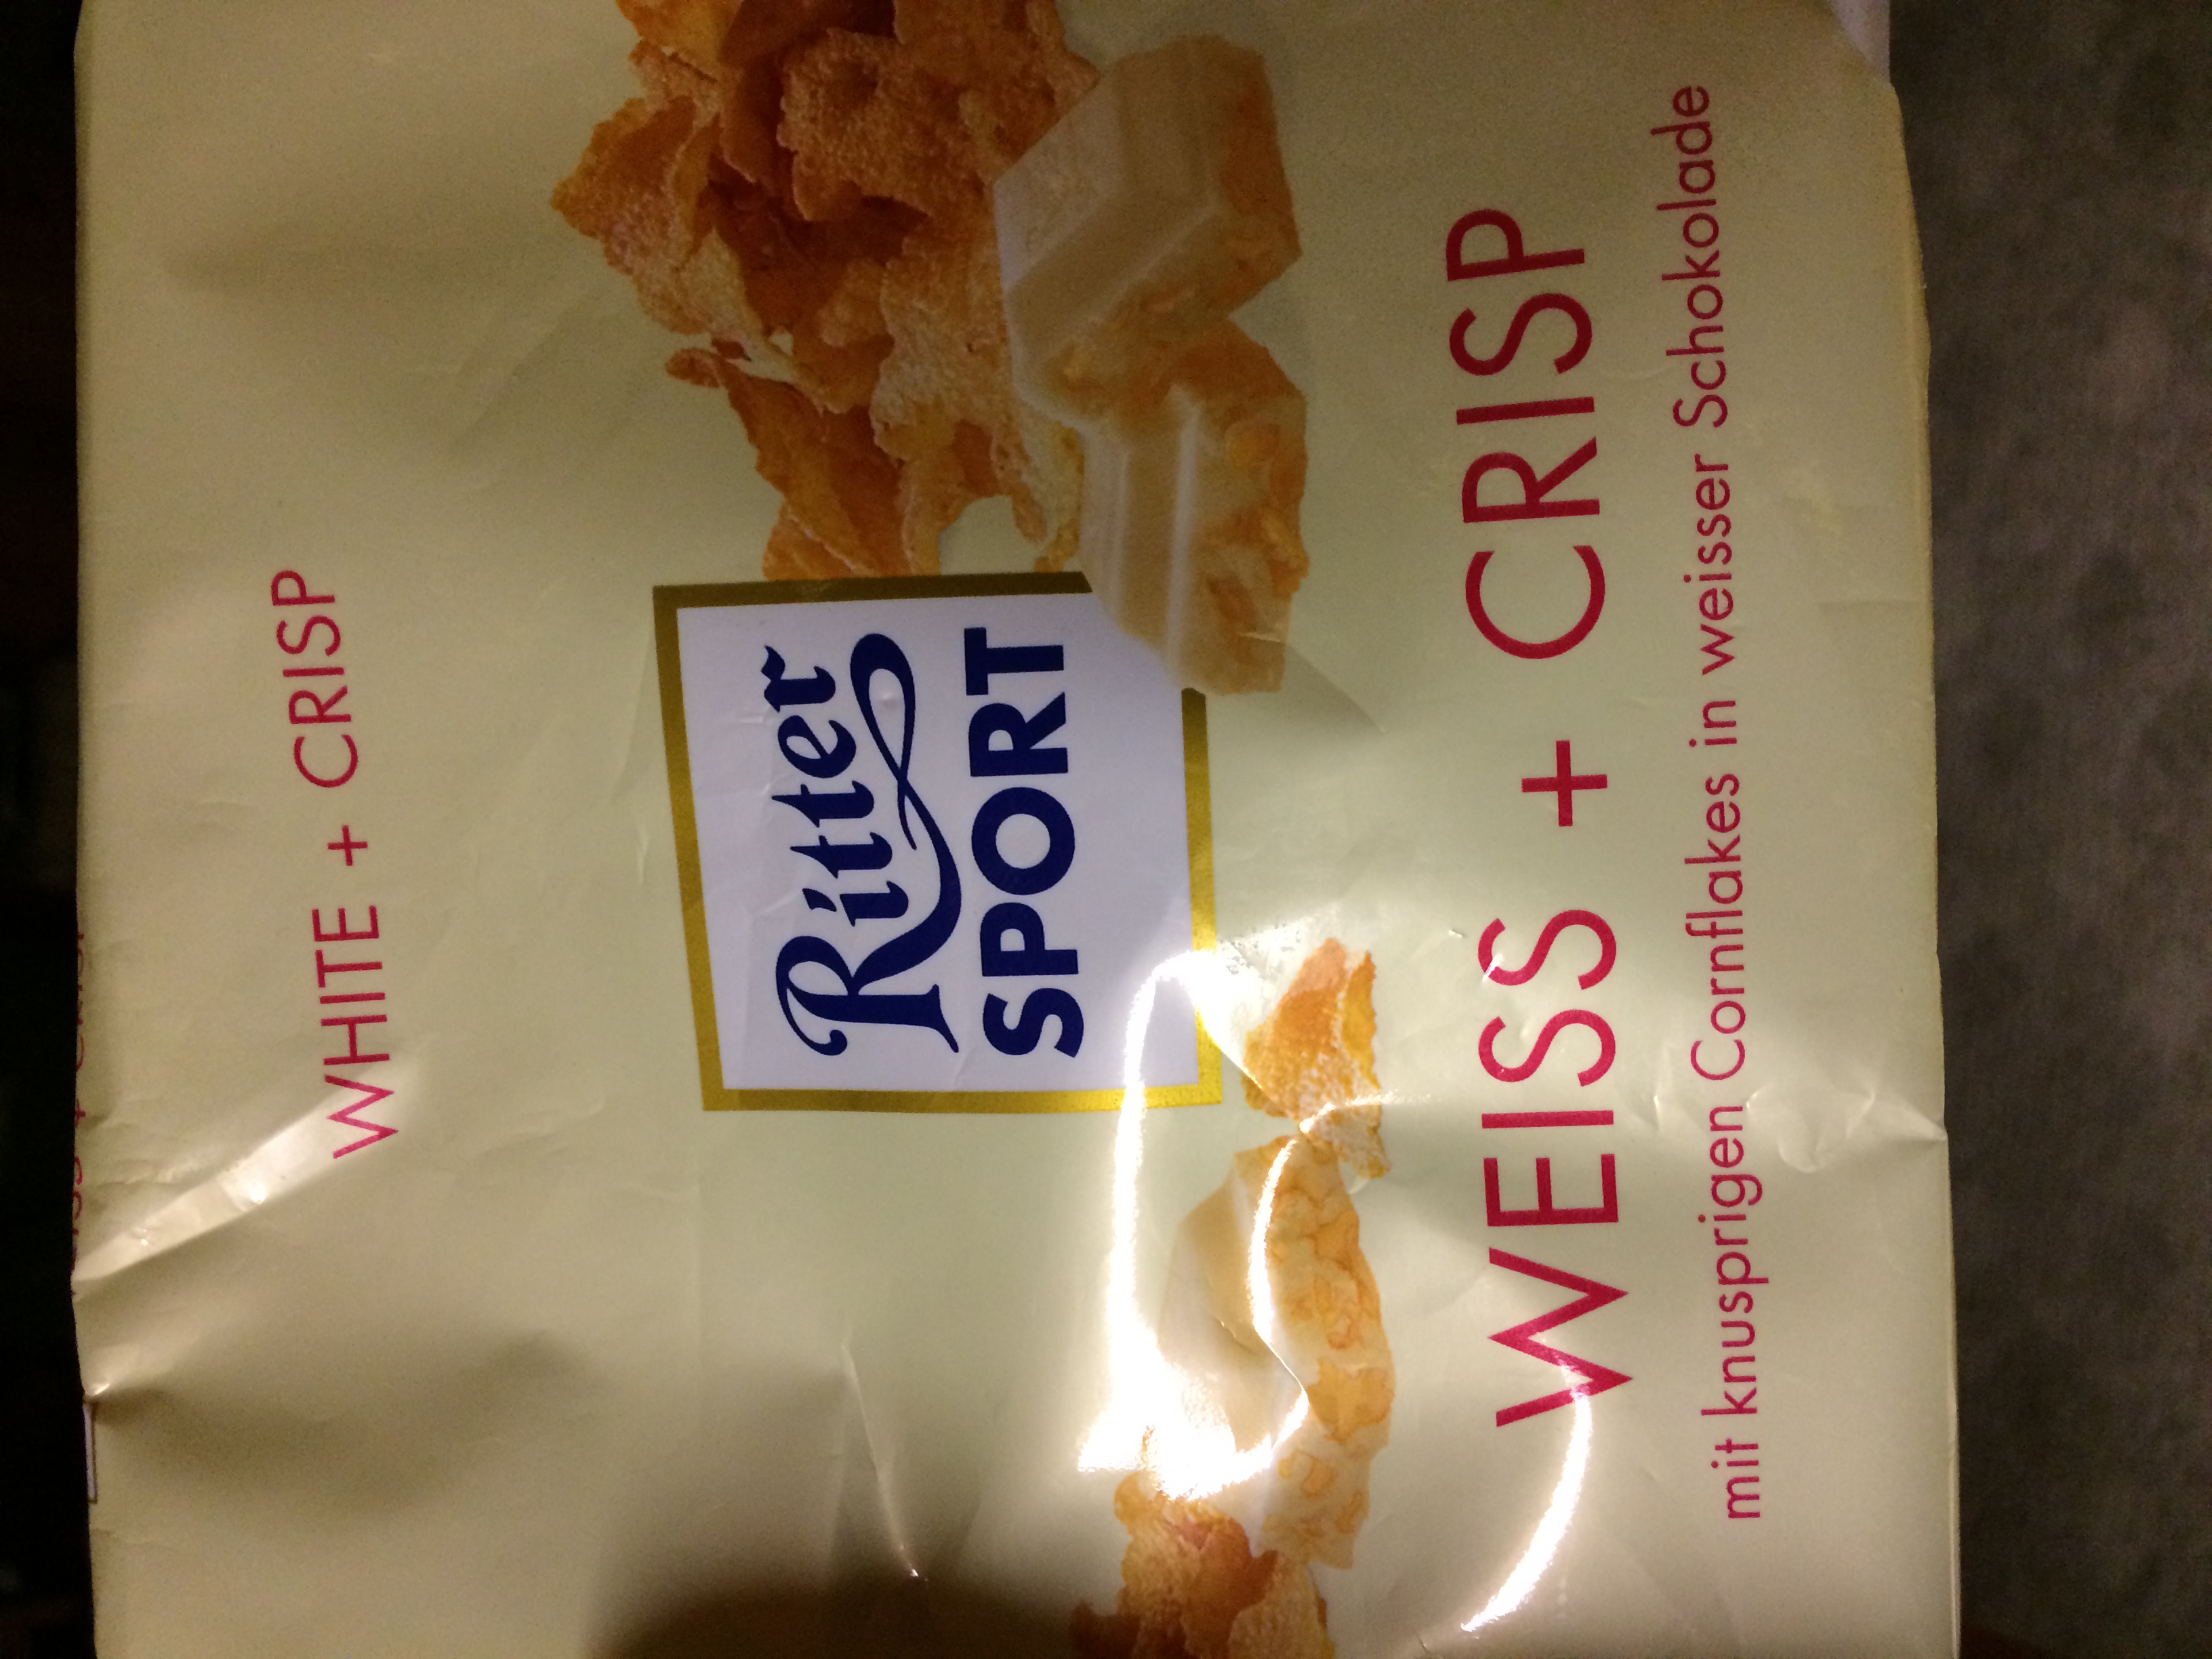 WHITE + CRISP
Ritter
SPORT
WEISS + CRISP
mit knusprigen Cornflakes in weisser Schokolade